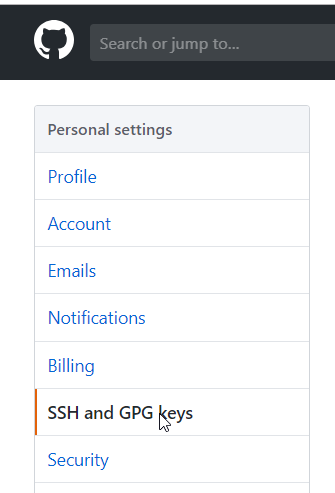 Search or jump to...
Personal settings
Profile
Account
Emails
Notifications
Billing
SSH and GPG keys
Security